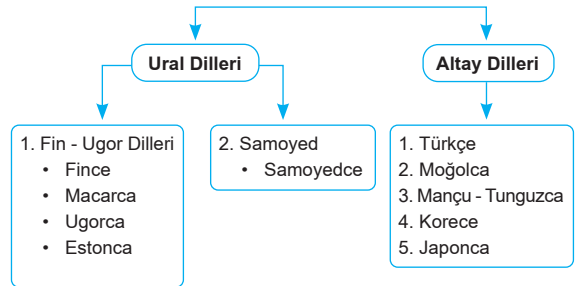 Ural Dilleri
Altay Dilleri
1. Fin - Ugor Dilleri
• Fince
• Macarca
• Ugorca
• Estonca
2. Samoyed
• Samoyedce
1. Türkçe
2. Moğolca
3. Mançu - Tunguzca
4. Korece
5. Japonca